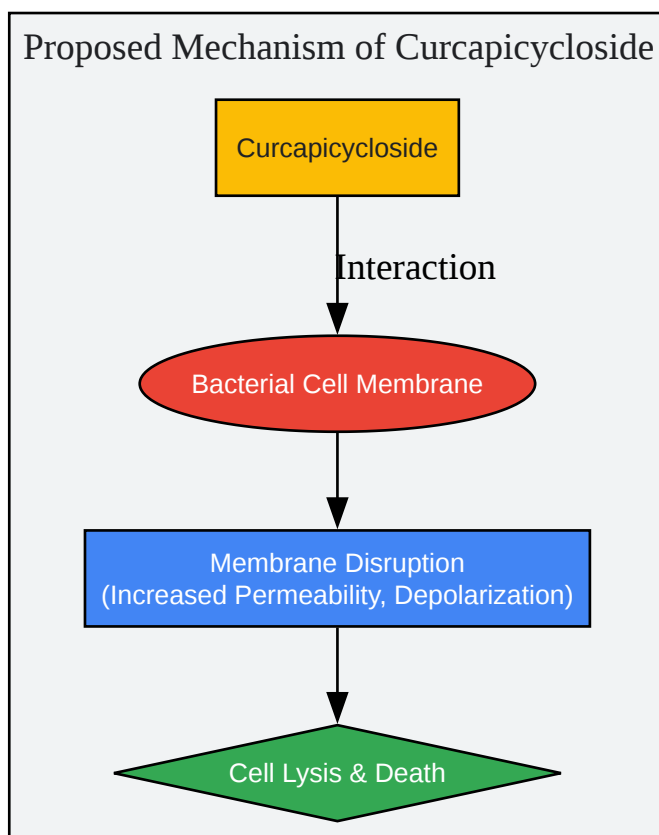 Proposed Mechanism of Curcapicycloside
Curcapicycloside
Interaction
Bacterial Cell Membrane
Membrane Disruption
(Increased Permeability, Depolarization)
Cell Lysis & Death